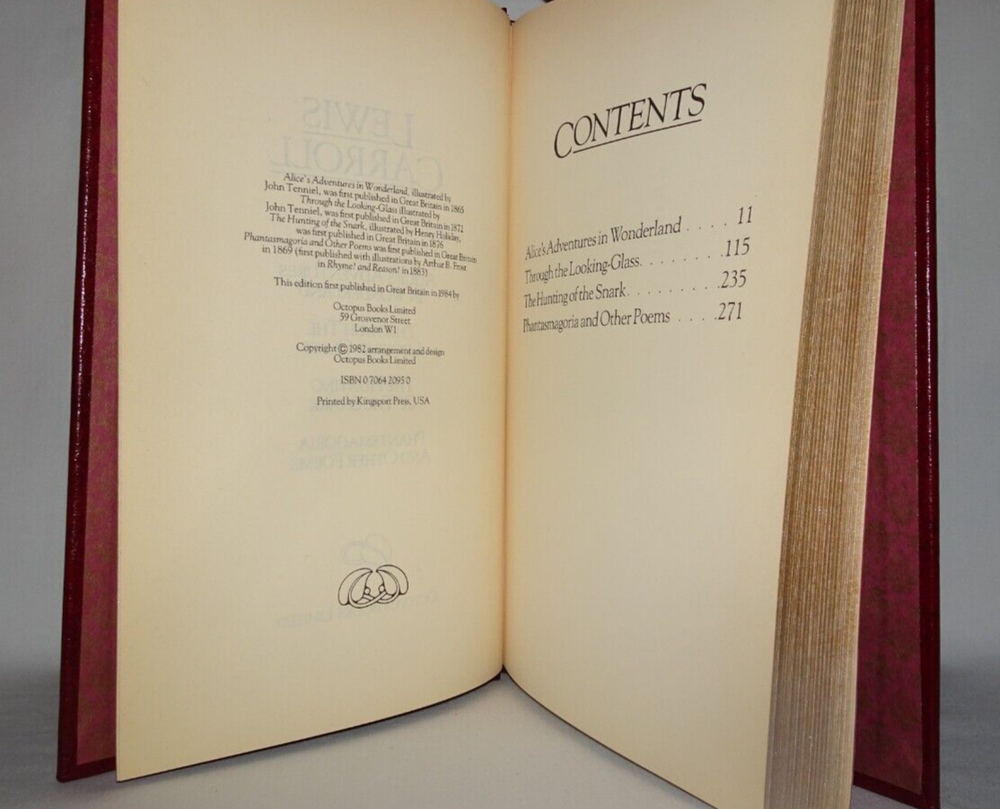 Alice's Adventures in Wonderland, illustrated by
John Tenniel, was first published in Great Britain in 1865
Through the Looking-Glass illustrated by
John Tenniel, was first published in Great Britain in 1872
The Hunting of the Snark, illustrated by Henry Holiday,
was first published in Great Britain in 1876
Phantasmagoria and Other Poems was first published in Great Britain
in 1869 (first published with illustrations by Arthur B. Frost
in Rhyme? and Reason? in 1883)
This edition first published in Great Britain in 1984 by
Octopus Books Limited
59 Grosvenor Street
London W1
Copyright © 1982 arrangement and design
Octopus Books Limited
ISBN 0 7064 2095 0
Printed by Kingsport Press, USA
CONTENTS
Alice's Adventures in Wonderland . . . . 11
Through the Looking-Glass. . . . . . . . .115
The Hunting of the Snark. . . . . . . . . .235
Phantasmagoria and Other Poems . . . .271
LEWIS
CARROLL
PHANTASMAGORIA
AND OTHER POEMS